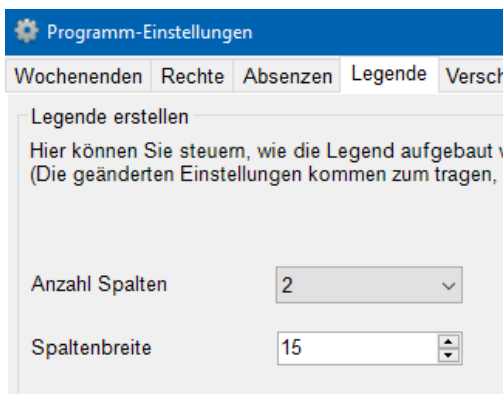 Programm-Einstellungen
Wochenenden Rechte Absenzen Legende Versch
Legende erstellen
Hier können Sie steuern, wie die Legend aufgebaut
(Die geänderten Einstellungen kommen zum tragen,
Anzahl Spalten 2
Spaltenbreite 15